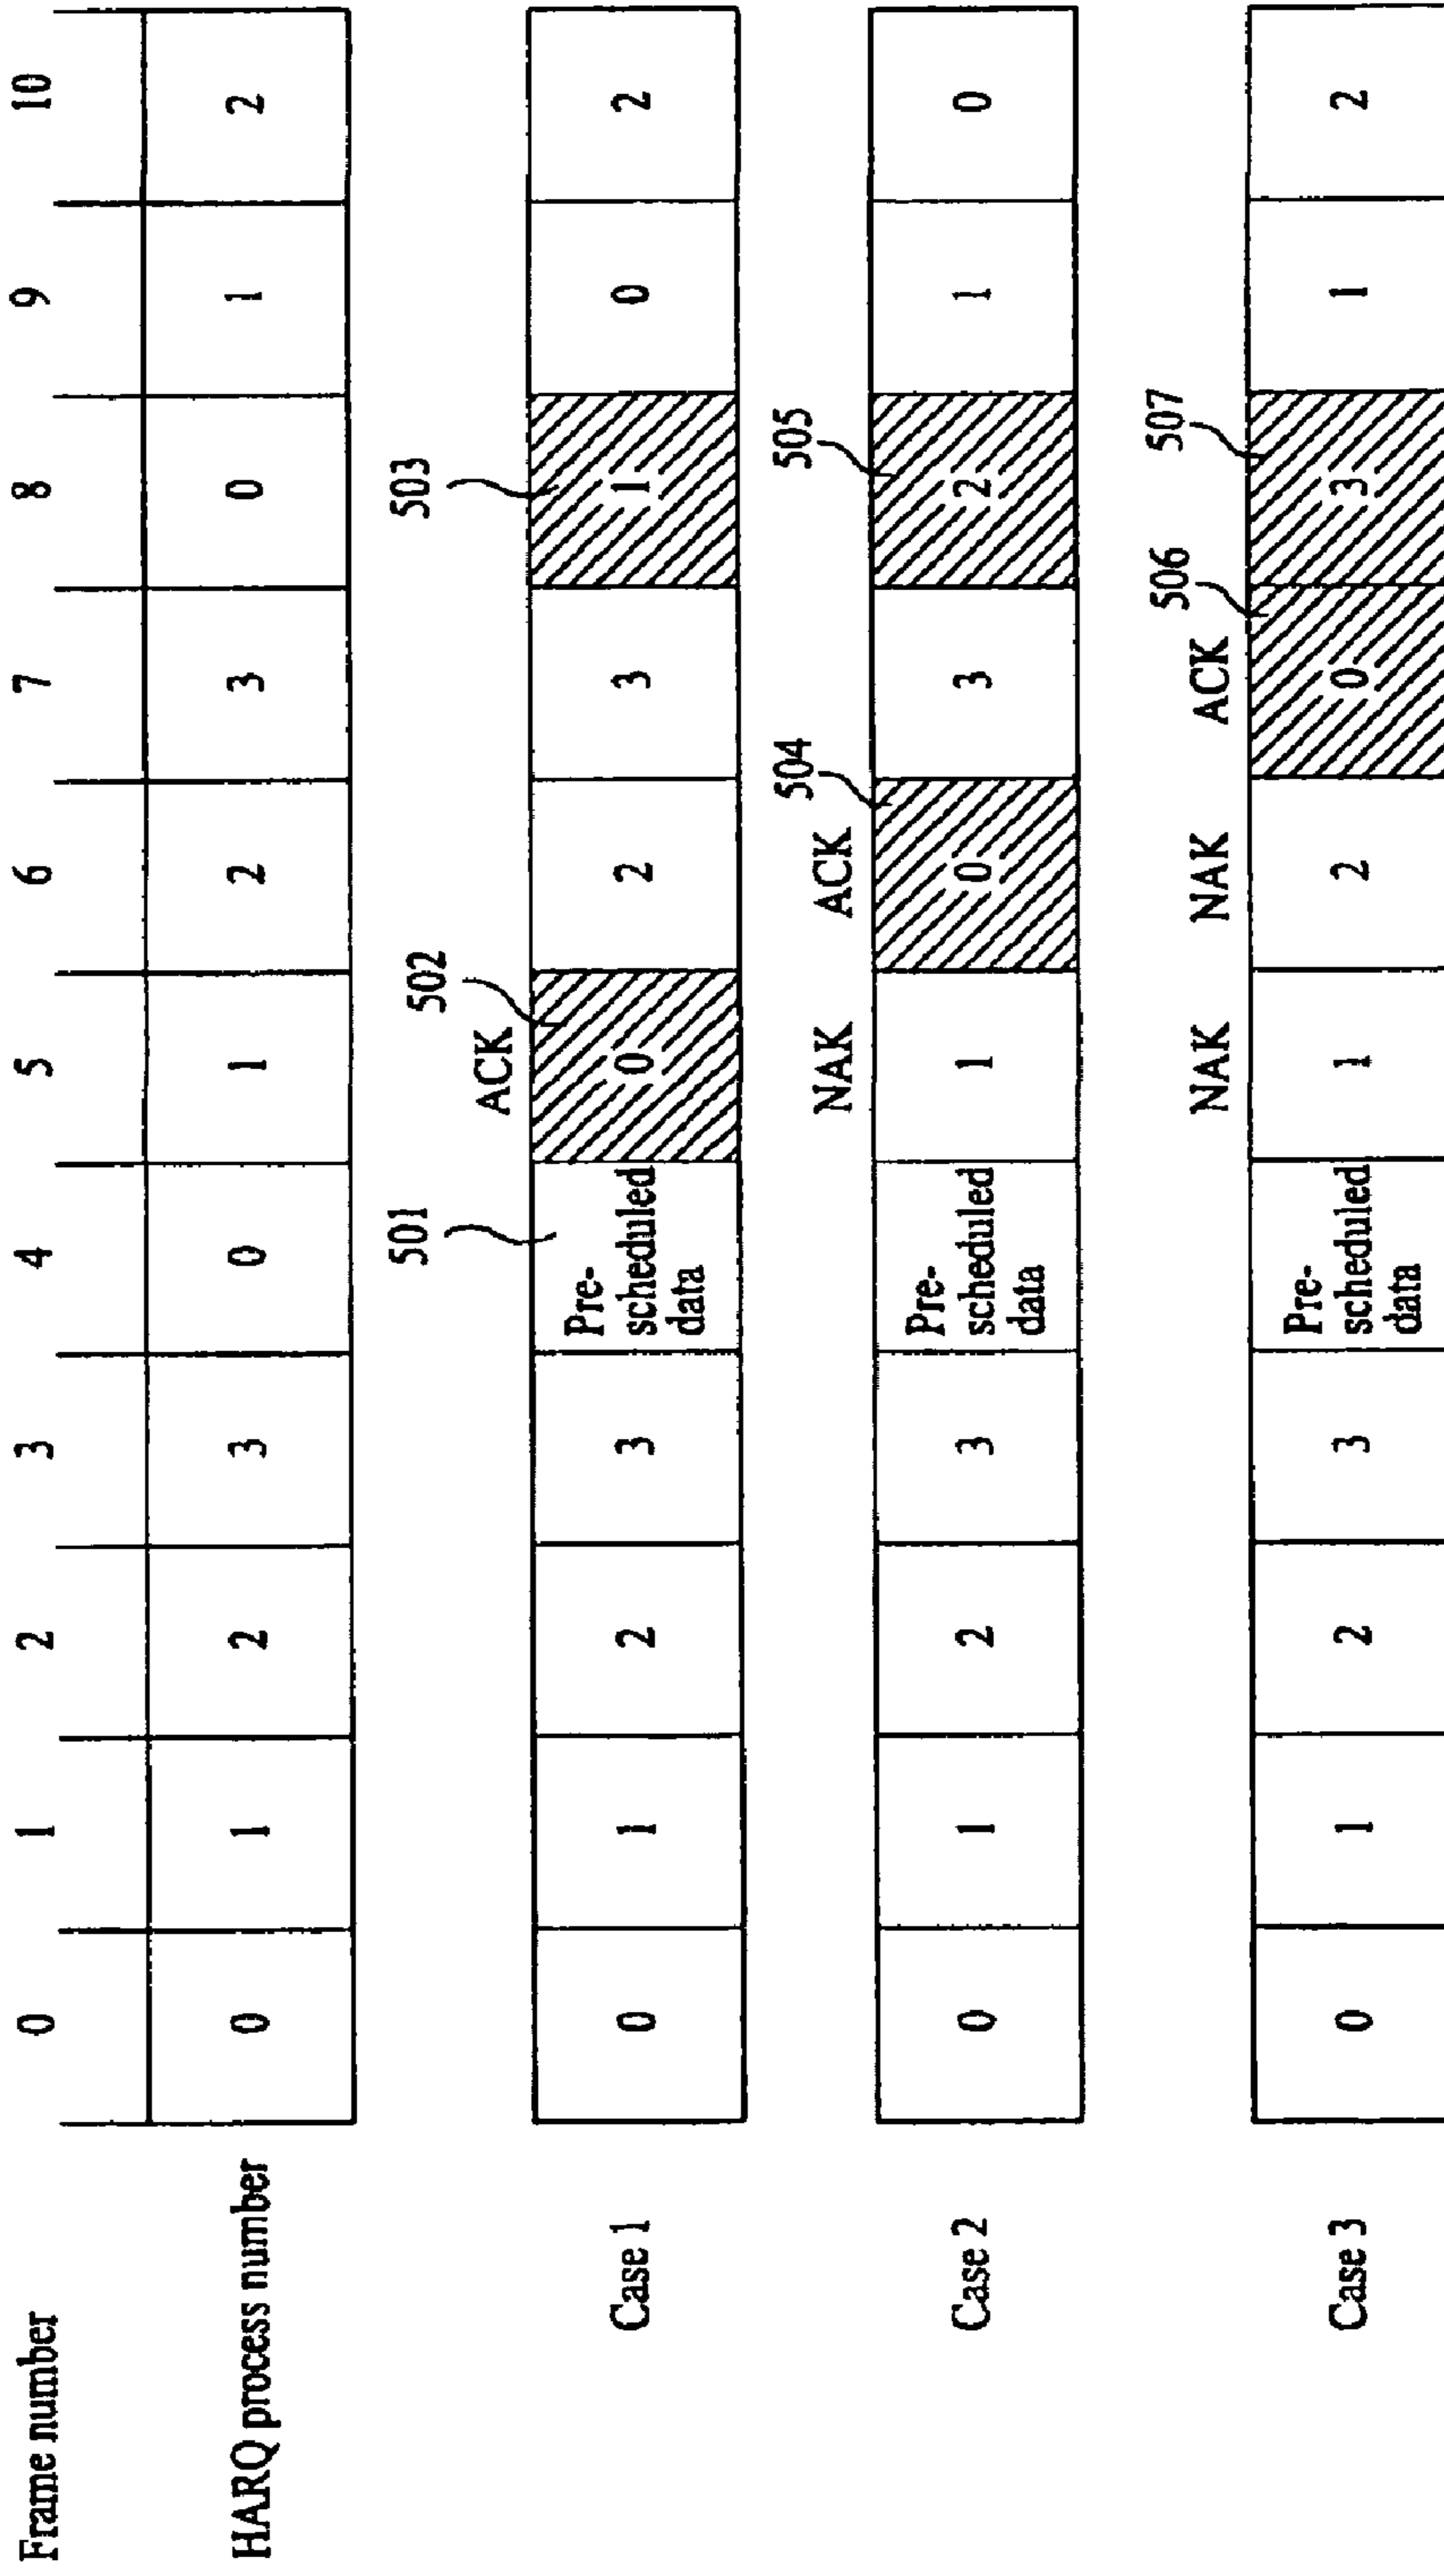 Frame number 0 1 2 3 4 5 6 7 8 9 10
HARQ process number 0 1 2 3 0 1 2 3 0 1 2
501 502 503
ACK
Case 1 0 1 2 3 Pre-scheduled data 0 2 3 1 0 2
504 505
NAK ACK
Case 2 0 1 2 3 Pre-scheduled data 1 0 3 2 1 0
506 507
NAK NAK ACK
Case 3 0 1 2 3 Pre-scheduled data 1 2 0 3 1 2